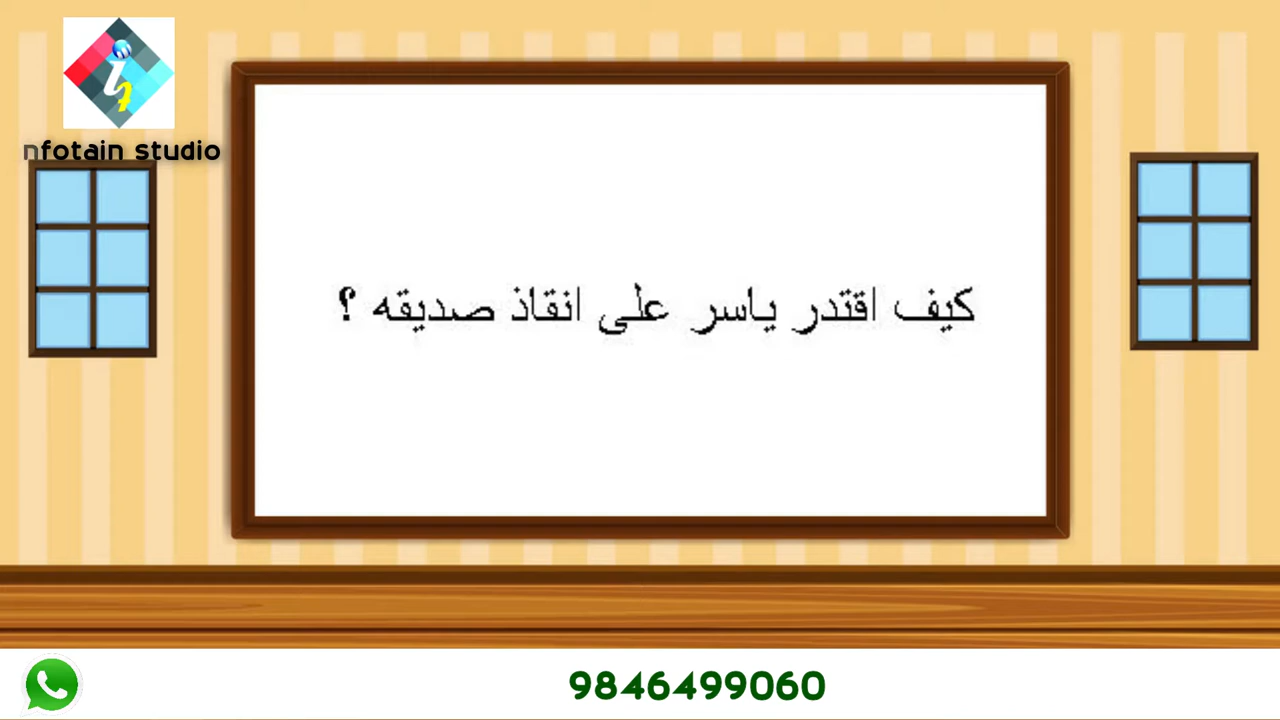 nfotain studio
كيف اقتدر ياسر على انقاذ صديقه ؟
9846499060